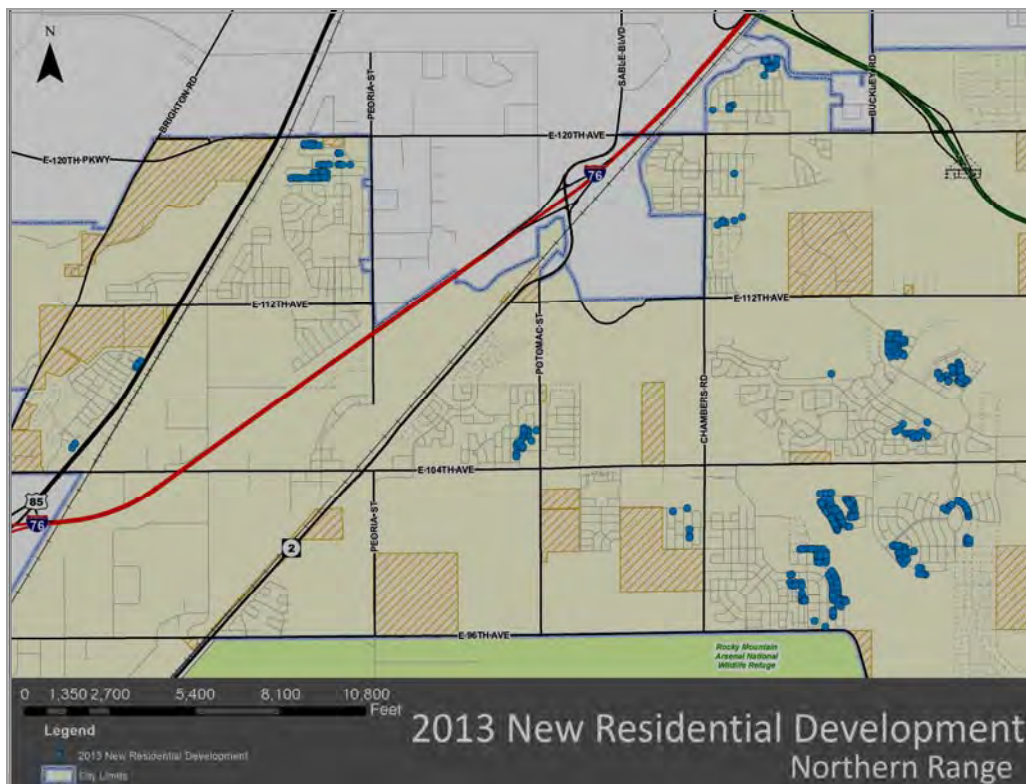 N
BRIGHTON RD
PEORIA ST
SABLE BLVD
BUCKLEY RD
E-120TH PKWY
E-120TH AVE
76
E-112TH AVE
E-112TH AVE
POTOMAC ST
CHAMBERS RD
E-104TH AVE
85
76
PEORIA ST
2
E-96TH AVE
Rocky Mountain
Arsenal National
Wildlife Refuge
0 1,350 2,700 5,400 8,100 10,800
Feet
Legend
2013 New Residential Development
City Limits
2013 New Residential Development
Northern Range